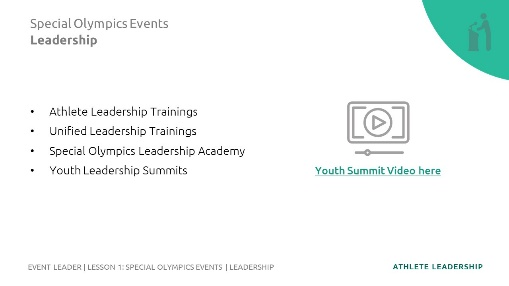 Special Olympics Events
Leadership
• Athlete Leadership Trainings
• Unified Leadership Trainings
• Special Olympics Leadership Academy
• Youth Leadership Summits
Youth Summit Video here
EVENT LEADER | LESSON 1: SPECIAL OLYMPICS EVENTS | LEADERSHIP
ATHLETE LEADERSHIP